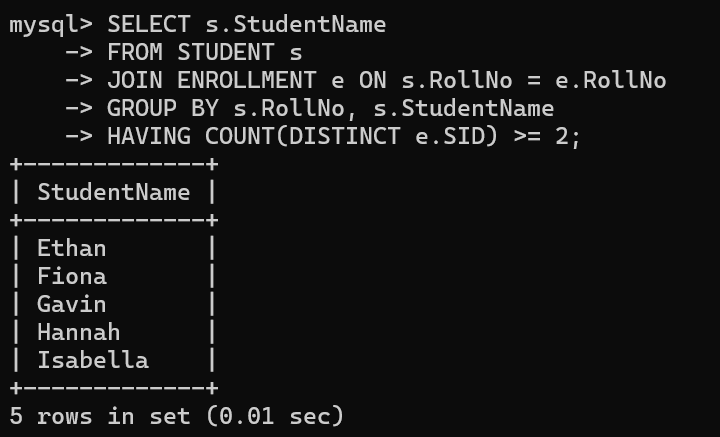 mysql> SELECT s.StudentName
    -> FROM STUDENT s
    -> JOIN ENROLLMENT e ON s.RollNo = e.RollNo
    -> GROUP BY s.RollNo, s.StudentName
    -> HAVING COUNT(DISTINCT e.SID) >= 2;
+-------------+
| StudentName |
+-------------+
| Ethan       |
| Fiona       |
| Gavin       |
| Hannah      |
| Isabella    |
+-------------+
5 rows in set (0.01 sec)